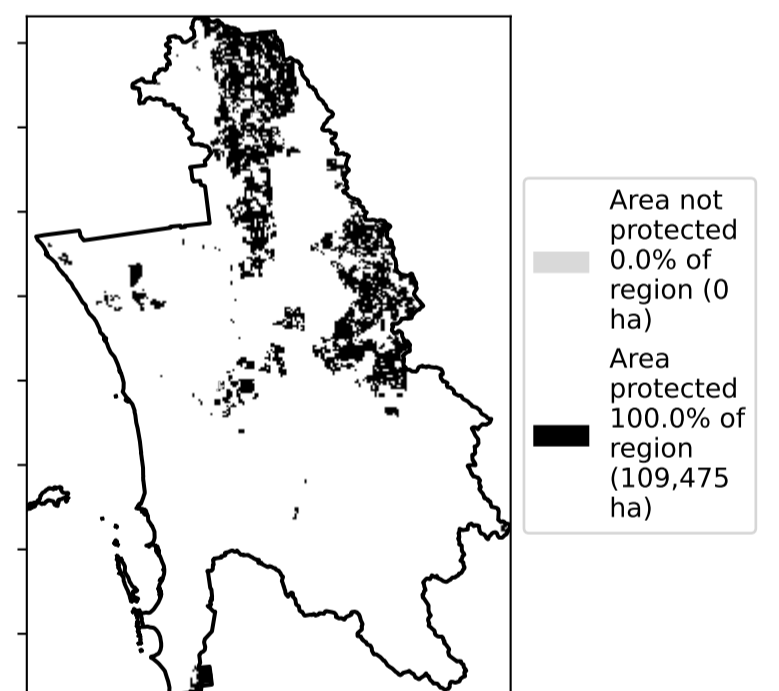 Area not
protected
0.0% of
region (0
ha)
Area
protected
100.0% of
region
(109,475
ha)